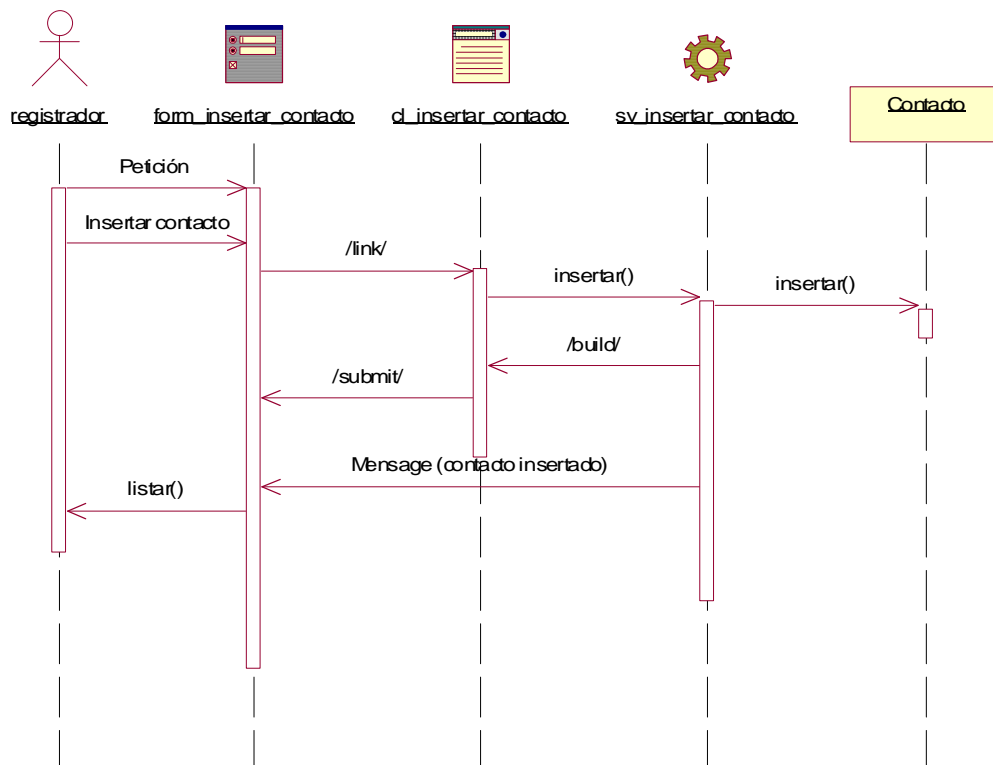 registrador
form_insertar_contacto
cl_insertar_contacto
sv_insertar_contacto
Contacto
Petición
Insertar contacto
/link/
insertar()
insertar()
/build/
/submit/
Mensage (contacto insertado)
listar()